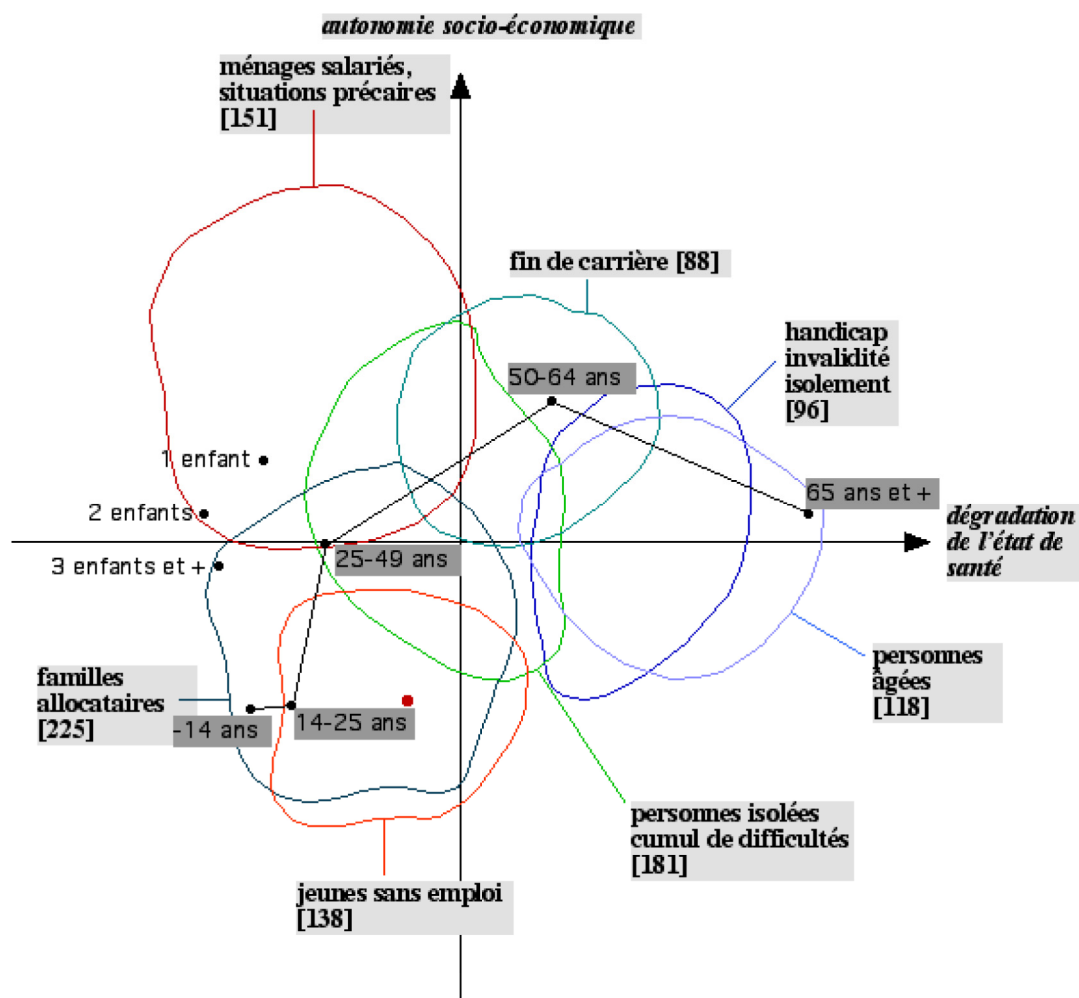 autonomie socio-économique
ménages salariés,
situations précaires
[151]
fin de carrière [88]
handicap
invalidité
isolement
[96]
50-64 ans
1 enfant
65 ans et +
2 enfants
dégradation
de l'état de
santé
3 enfants et +
25-49 ans
familles
allocataires
[225]
personnes
âgées
[118]
-14 ans
14-25 ans
personnes isolées
cumul de difficultés
[181]
jeunes sans emploi
[138]